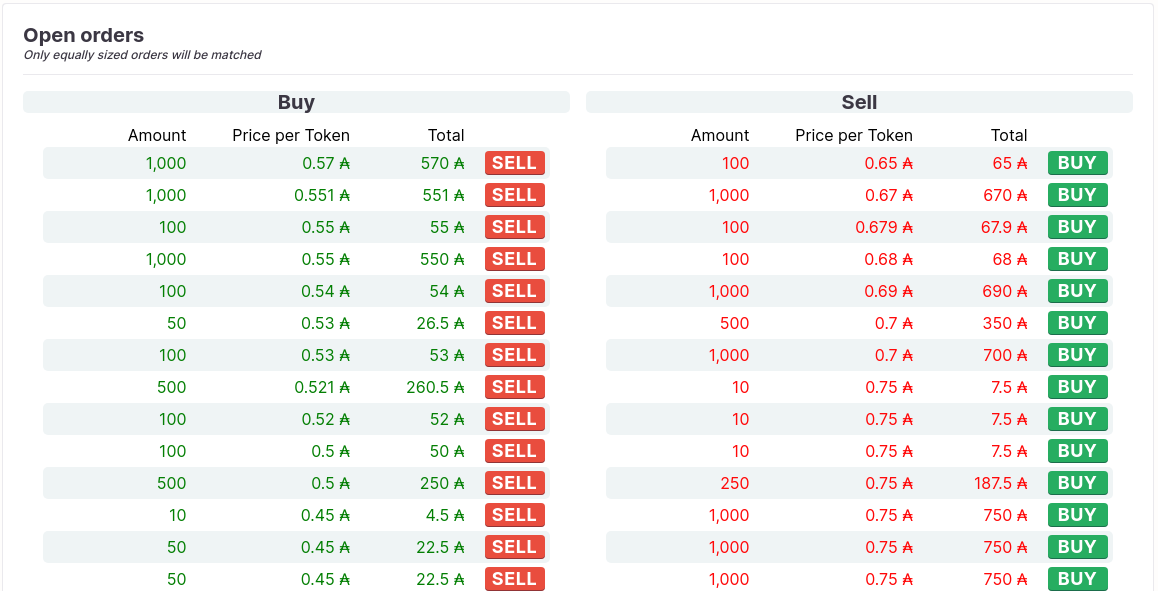 Open orders
Only equally sized orders will be matched
Buy
Amount Price per Token Total
1,000 0.57 ₳ 570 ₳ SELL
1,000 0.551 ₳ 551 ₳ SELL
100 0.55 ₳ 55 ₳ SELL
1,000 0.55 ₳ 550 ₳ SELL
100 0.54 ₳ 54 ₳ SELL
50 0.53 ₳ 26.5 ₳ SELL
100 0.53 ₳ 53 ₳ SELL
500 0.521 ₳ 260.5 ₳ SELL
100 0.52 ₳ 52 ₳ SELL
100 0.5 ₳ 50 ₳ SELL
500 0.5 ₳ 250 ₳ SELL
10 0.45 ₳ 4.5 ₳ SELL
50 0.45 ₳ 22.5 ₳ SELL
50 0.45 ₳ 22.5 ₳ SELL
Sell
Amount Price per Token Total
100 0.65 ₳ 65 ₳ BUY
1,000 0.67 ₳ 670 ₳ BUY
100 0.679 ₳ 67.9 ₳ BUY
100 0.68 ₳ 68 ₳ BUY
1,000 0.69 ₳ 690 ₳ BUY
500 0.7 ₳ 350 ₳ BUY
1,000 0.7 ₳ 700 ₳ BUY
10 0.75 ₳ 7.5 ₳ BUY
10 0.75 ₳ 7.5 ₳ BUY
10 0.75 ₳ 7.5 ₳ BUY
250 0.75 ₳ 187.5 ₳ BUY
1,000 0.75 ₳ 750 ₳ BUY
1,000 0.75 ₳ 750 ₳ BUY
1,000 0.75 ₳ 750 ₳ BUY